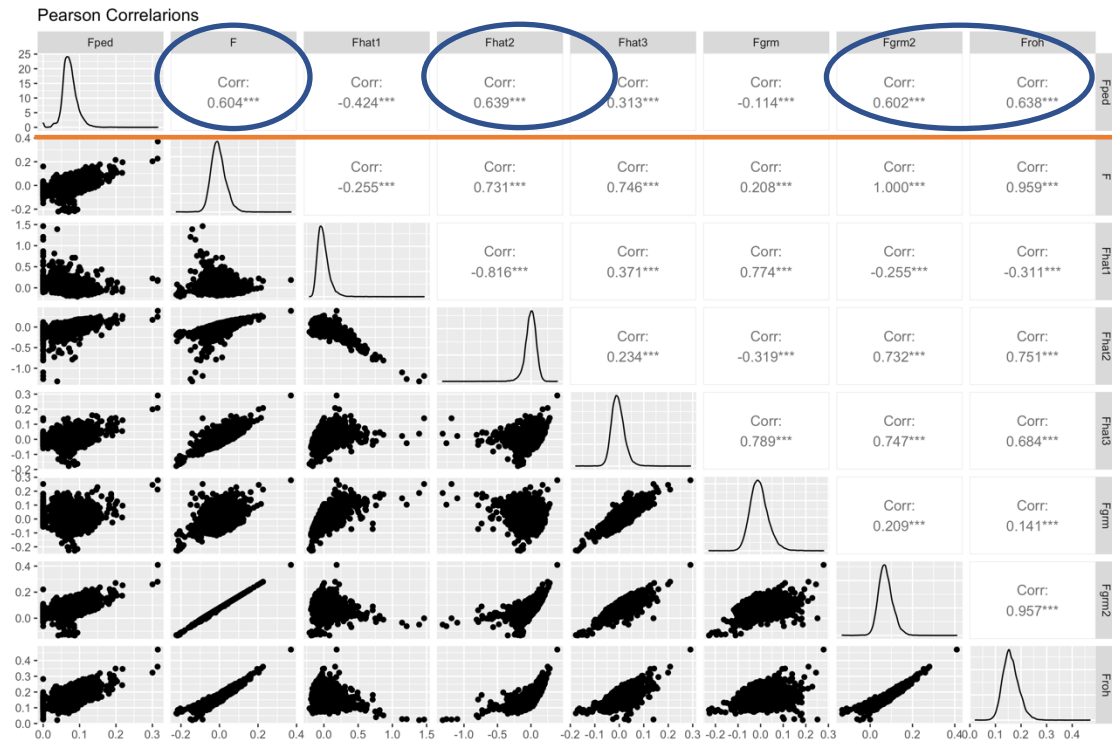 Pearson Correlarions
Fped F Fhat1 Fhat2 Fhat3 Fgrm Fgrm2 Froh
25
20
15
10
5
0
Corr:
0.604***
Corr:
-0.424***
Corr:
0.639***
Corr:
0.313***
Corr:
-0.114***
Corr:
0.602***
Corr:
0.638***
Fped
0.4
0.2
0.0
-0.2
Corr:
-0.255***
Corr:
0.731***
Corr:
0.746***
Corr:
0.208***
Corr:
1.000***
Corr:
0.959***
F
1.5
1.0
0.5
0.0
Corr:
-0.816***
Corr:
0.371***
Corr:
0.774***
Corr:
-0.255***
Corr:
-0.311***
Fhat1
0.0
-0.5
-1.0
Corr:
0.234***
Corr:
-0.319***
Corr:
0.732***
Corr:
0.751***
Fhat2
0.3
0.2
0.1
0.0
-0.1
-0.2
Corr:
0.789***
Corr:
0.747***
Corr:
0.684***
Fhat3
0.3
0.2
0.1
0.0
-0.1
-0.2
Corr:
0.209***
Corr:
0.141***
Fgrm
0.4
0.2
0.0
Corr:
0.957***
Fgrm2
0.4
0.3
0.2
0.1
0.0
Froh
0.0 0.1 0.2 0.3
-0.2 0.0 0.2 0.4
0.0 0.5 1.0 1.5
-1.0 -0.5 0.0
-0.2 -0.1 0.0 0.1 0.2 0.3
-0.2 -0.1 0.0 0.1 0.2 0.3
0.0 0.2 0.4
0.0 0.1 0.2 0.3 0.4